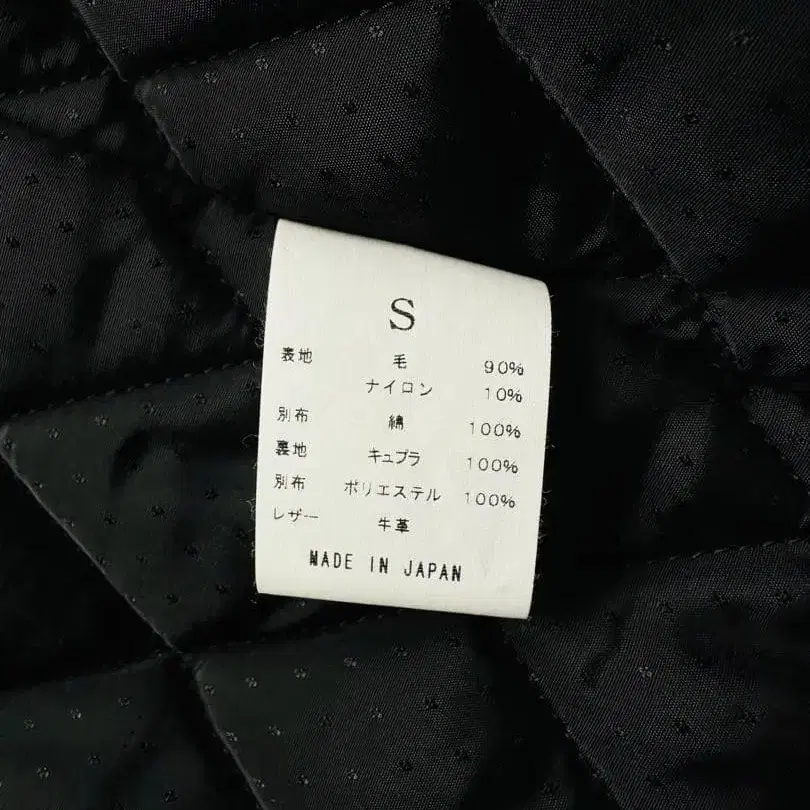 S
表地 毛 90%
ナイロン 10%
別布 綿 100%
裏地 キュプラ 100%
別布 ポリエステル 100%
レザー 牛革
MADE IN JAPAN